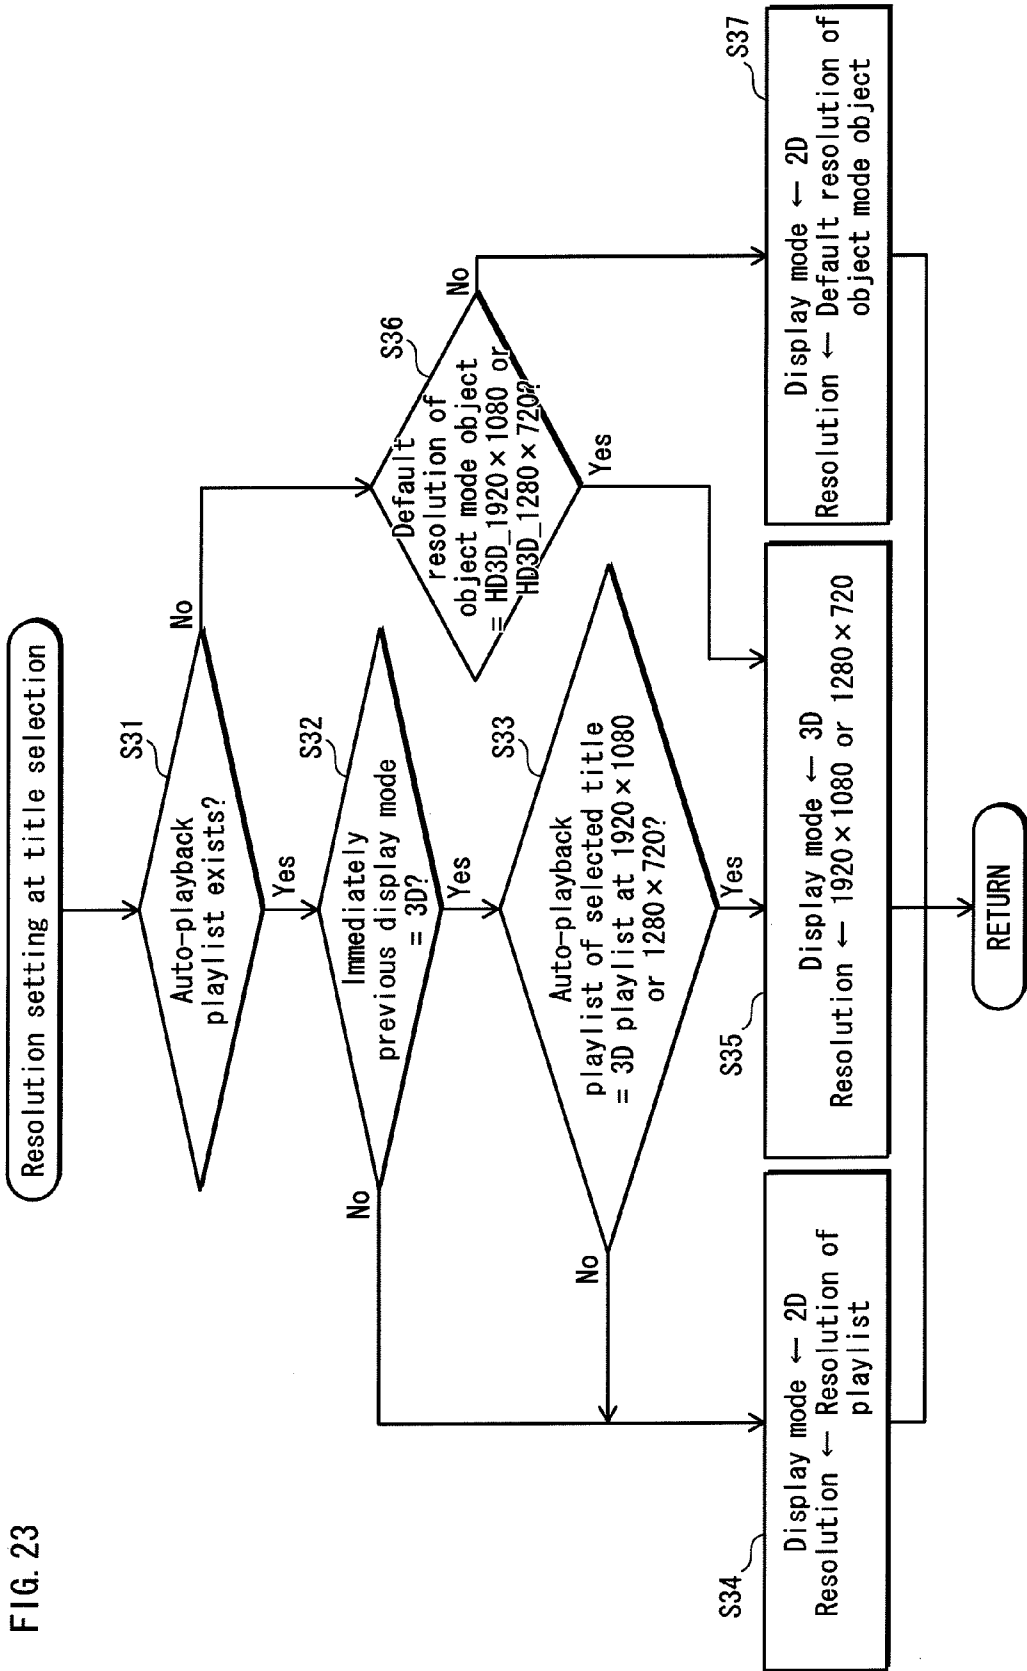 FIG. 23
Resolution setting at title selection
S31
Auto-playback
playlist exists?
No
Yes
S32
Immediately
previous display mode
= 3D?
No
Yes
S33
Auto-playback
playlist of selected title
= 3D playlist at 1920×1080
or 1280×720?
No
Yes
S36
Default
resolution of
object mode object
= HD3D_1920×1080 or
HD3D_1280×720?
No
Yes
S34
Display mode ← 2D
Resolution ← Resolution of
playlist
S35
Display mode ← 3D
Resolution ← 1920×1080 or 1280×720
S37
Display mode ← 2D
Resolution ← Default resolution of
object mode object
RETURN